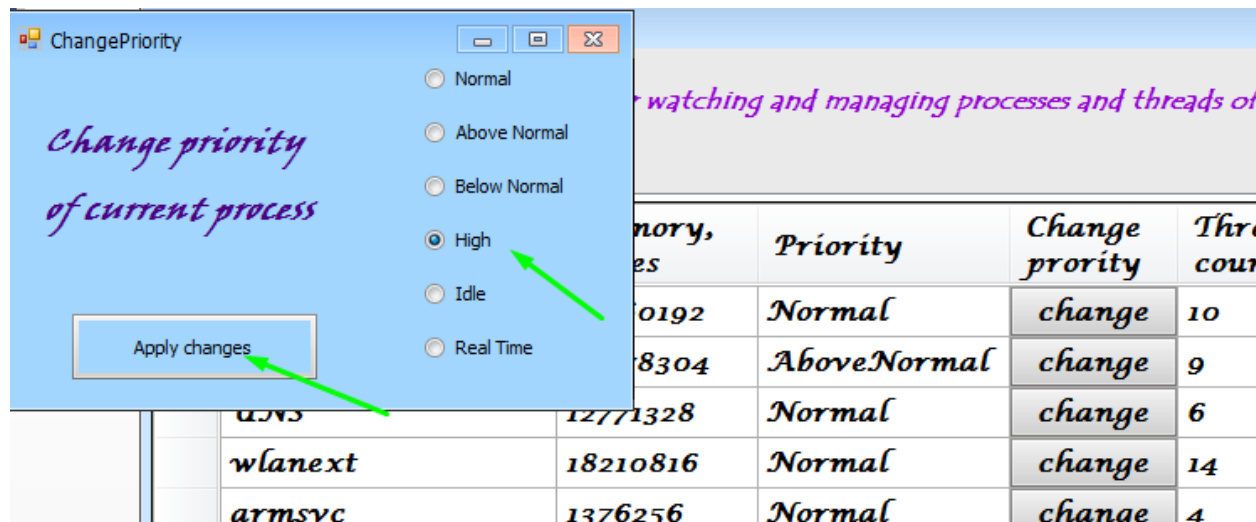 ChangePriority
Normal
Above Normal
Below Normal
High
Idle
Real Time
Change priority
of current process
Apply changes
watching and managing processes and threads of
Priority
Change
prority
change
Normal
10
change
AboveNormal
9
12771328
Normal
change
6
wlanext
18210816
Normal
change
14
armsvc
1376256
Normal
change
4